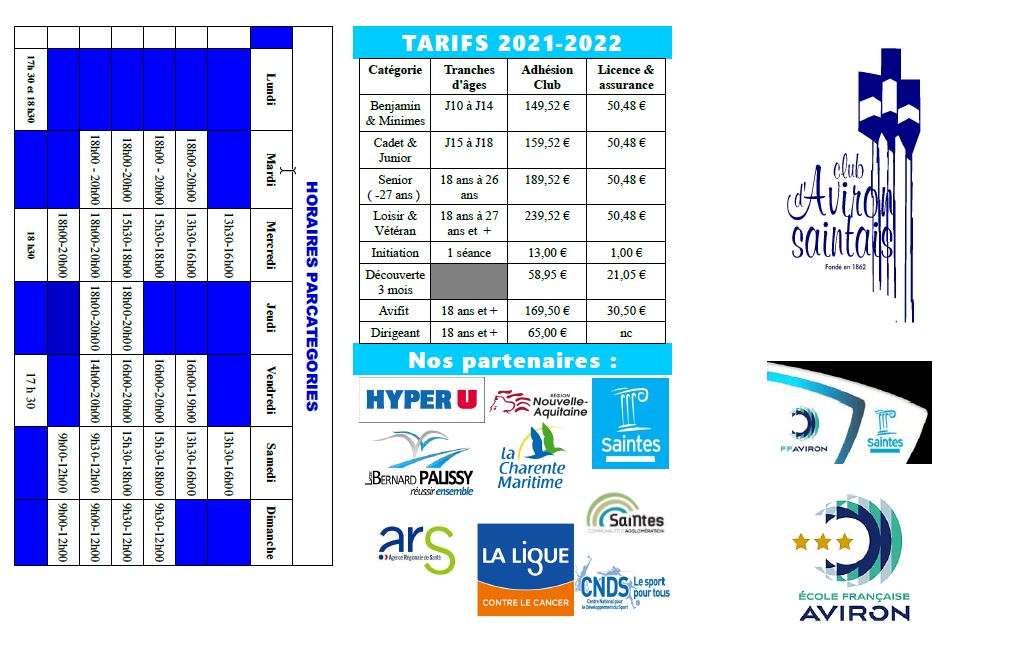 HORAIRES PARCATEGORIES
Lundi Mardi Mercredi Jeudi Vendredi Samedi Dimanche
13h30-16h00 13h30-16h00
18h00-20h00 13h30-16h00 16h00-19h00 13h30-16h00
18h00 - 20h00 15h30-18h00 16h00-20h00 15h30-18h00 9h30-12h00
18h00-20h00 15h30-18h00 18h00-20h00 16h00-20h00 15h30-18h00 9h30-12h00
18h00 - 20h00 18h00-20h00 18h00-20h00 14h00-20h00 9h30-12h00 9h00-12h00
18h00-20h00 9h00-12h00 9h00-12h00
17h 30 et 18 h30 18 h30 17 h 30
TARIFS 2021-2022
Catégorie Tranches d'âges Adhésion Club Licence & assurance
Benjamin & Minimes J10 à J14 149,52 € 50,48 €
Cadet & Junior J15 à J18 159,52 € 50,48 €
Senior ( -27 ans ) 18 ans à 26 ans 189,52 € 50,48 €
Loisir & Vétéran 18 ans à 27 ans et + 239,52 € 50,48 €
Initiation 1 séance 13,00 € 1,00 €
Découverte 3 mois 58,95 € 21,05 €
Avifit 18 ans et + 169,50 € 30,50 €
Dirigeant 18 ans et + 65,00 € nc
Nos partenaires :
HYPER U
RÉGION
Nouvelle-
Aquitaine
Saintes
BERNARD PALISSY
réussir ensemble
la
Charente
Maritime
Saintes
ars
Agence Régionale de Santé
LA LIGUE
CONTRE LE CANCER
CNDS
Le sport
pour tous
Centre National pour
le Développement du Sport
club
d'Aviron
saintais
Fondé en 1862
FFAVIRON
Saintes
ÉCOLE FRANÇAISE
AVIRON